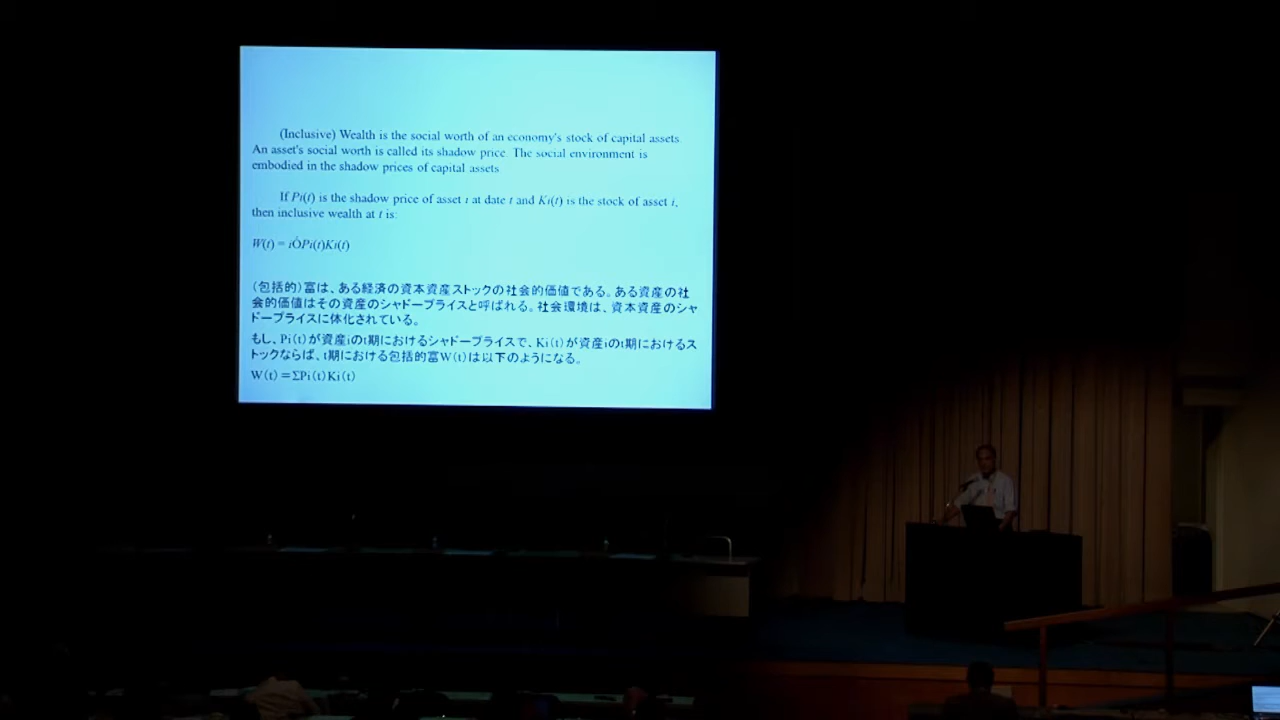 (Inclusive) Wealth is the social worth of an economy's stock of capital assets.
An asset's social worth is called its shadow price. The social environment is
embodied in the shadow prices of capital assets
If Pi(t) is the shadow price of asset i at date t and Ki(t) is the stock of asset i,
then inclusive wealth at t is:
W(t) = iÓPi(t)Ki(t)
(包括的)富は、ある経済の資本資産ストックの社会的価値である。ある資産の社
会的価値はその資産のシャドープライスと呼ばれる。社会環境は、資本資産のシャ
ドープライスに体化されている。
もし、Pi(t)が資産iのt期におけるシャドープライスで、Ki(t)が資産iのt期におけるス
トックならば、t期における包括的富W(t)は以下のようになる。
W(t)=ΣPi(t)Ki(t)